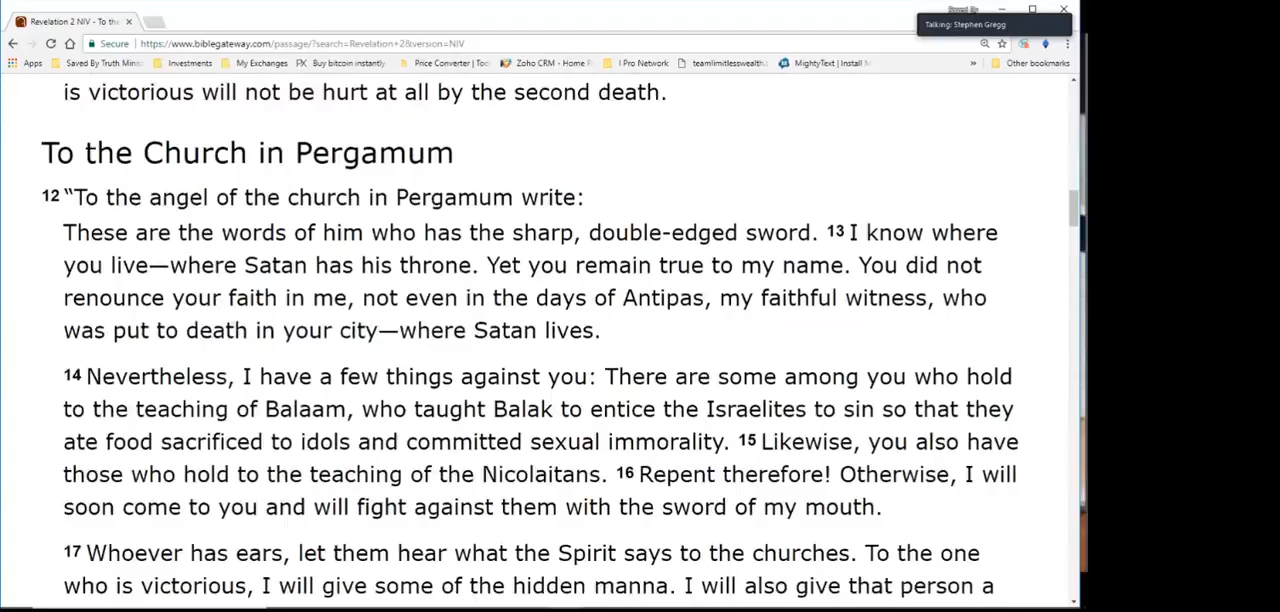 Revelation 2 NIV - To the
Saved By
Talking: Stephen Gregg
Secure
https://www.biblegateway.com/passage/?search=Revelation+2&version=NIV
Apps
Saved By Truth Minis
Investments
My Exchanges
Buy bitcoin instantly
Price Converter | Too
Zoho CRM - Home P
I Pro Network
teamlimitlesswealth.
MightyText | Install M
»
Other bookmarks
is victorious will not be hurt at all by the second death.
To the Church in Pergamum
12 “To the angel of the church in Pergamum write:
These are the words of him who has the sharp, double-edged sword. 13 I know where
you live—where Satan has his throne. Yet you remain true to my name. You did not
renounce your faith in me, not even in the days of Antipas, my faithful witness, who
was put to death in your city—where Satan lives.
14 Nevertheless, I have a few things against you: There are some among you who hold
to the teaching of Balaam, who taught Balak to entice the Israelites to sin so that they
ate food sacrificed to idols and committed sexual immorality. 15 Likewise, you also have
those who hold to the teaching of the Nicolaitans. 16 Repent therefore! Otherwise, I will
soon come to you and will fight against them with the sword of my mouth.
17 Whoever has ears, let them hear what the Spirit says to the churches. To the one
who is victorious, I will give some of the hidden manna. I will also give that person a